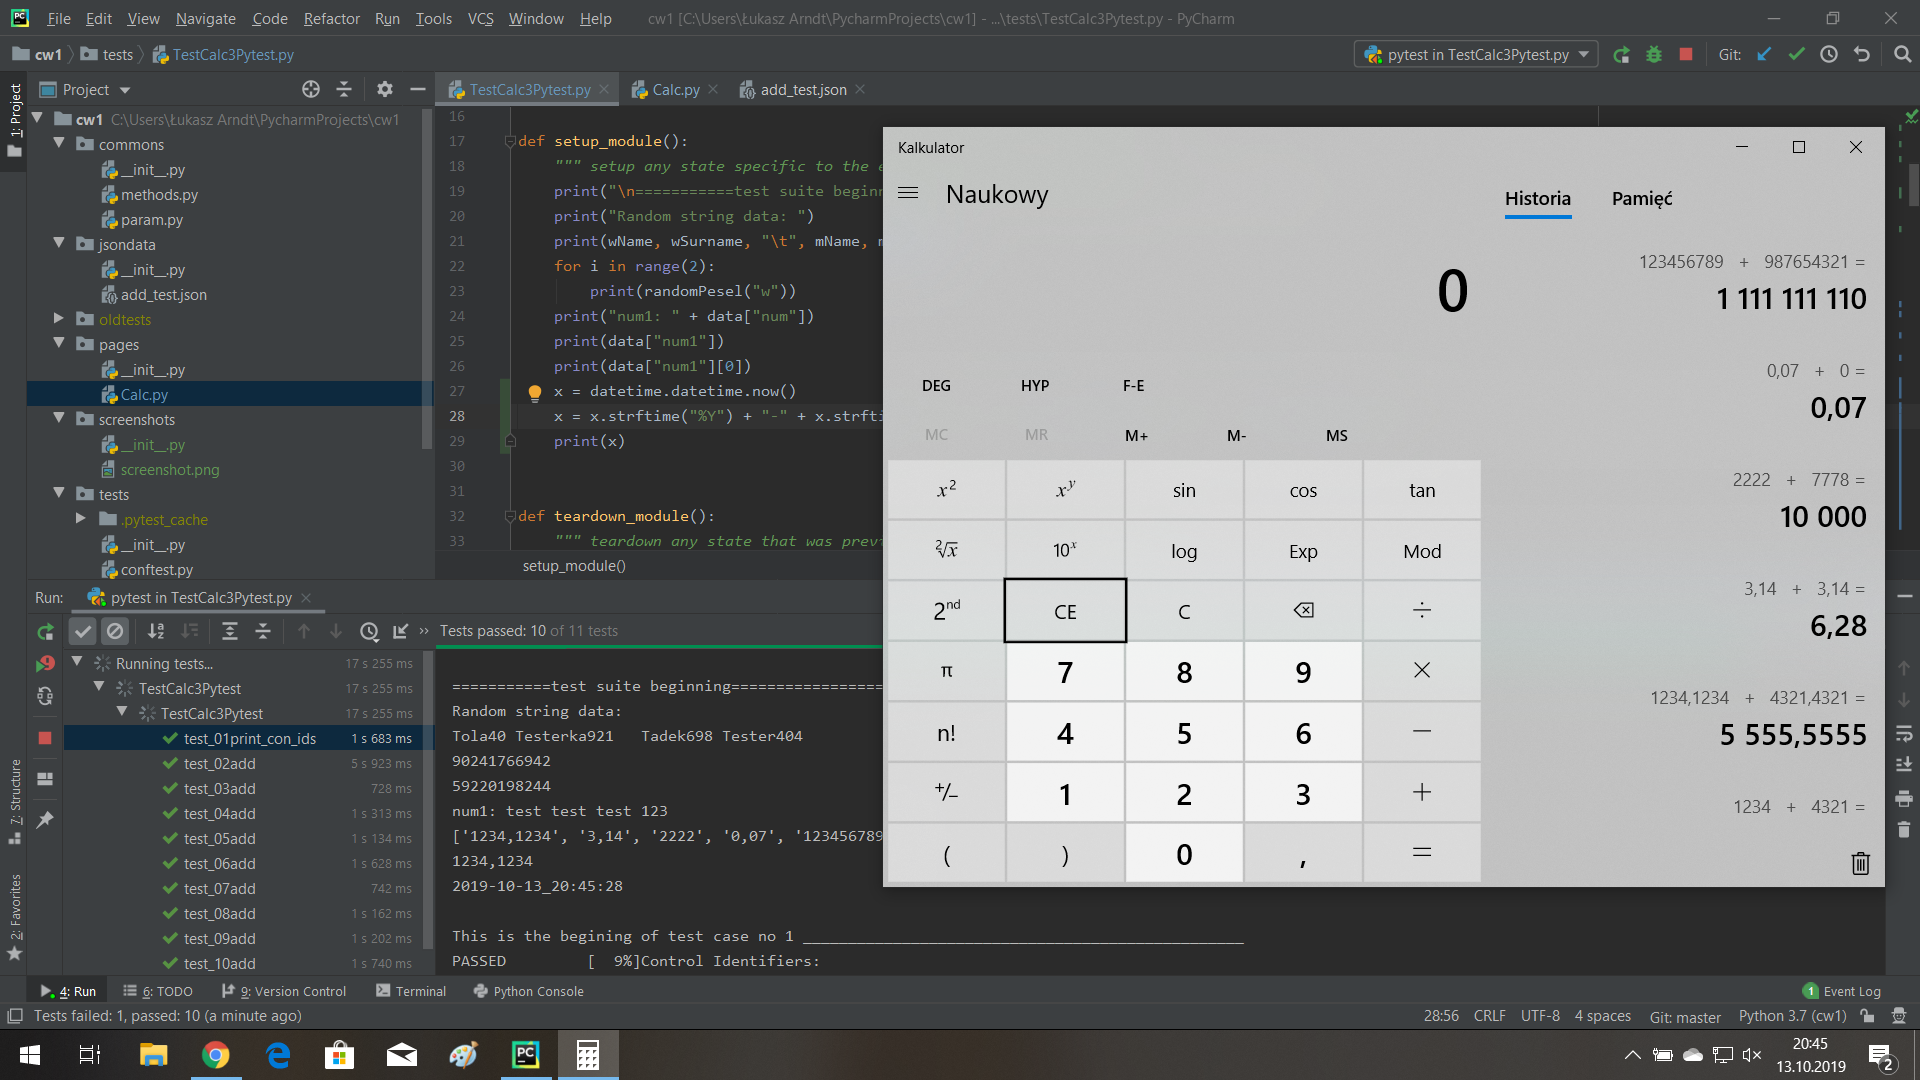 File Edit View Navigate Code Refactor Run Tools VCS Window Help cw1 [C:\Users\Łukasz Arndt\PycharmProjects\cw1] - ...\tests\TestCalc3Pytest.py - PyCharm
cw1 tests TestCalc3Pytest.py
pytest in TestCalc3Pytest.py Git:
1: Project
Project
TestCalc3Pytest.py Calc.py add_test.json
cw1 C:\Users\Łukasz Arndt\PycharmProjects\cw1
commons
__init__.py
methods.py
param.py
jsondata
__init__.py
add_test.json
oldtests
pages
__init__.py
Calc.py
screenshots
__init__.py
screenshot.png
tests
.pytest_cache
__init__.py
conftest.py
16
17 def setup_module():
18 """ setup any state specific to the e
19 print("\n===========test suite beginn
20 print("Random string data: ")
21 print(wName, wSurname, "\t", mName, m
22 for i in range(2):
23 print(randomPesel("w"))
24 print("num1: " + data["num"])
25 print(data["num1"])
26 print(data["num1"][0])
27 x = datetime.datetime.now()
28 x = x.strftime("%Y") + "-" + x.strfti
29 print(x)
30
31
32 def teardown_module():
33 """ teardown any state that was previ
setup_module()
Kalkulator
Naukowy
Historia Pamięć
0
123456789 + 987654321 =
1 111 111 110
0,07 + 0 =
0,07
2222 + 7778 =
10 000
3,14 + 3,14 =
6,28
1234,1234 + 4321,4321 =
5 555,5555
1234 + 4321 =
DEG HYP F-E
MC MR M+ M- MS
x² xʸ sin cos tan
²√x 10ˣ log Exp Mod
2ⁿᵈ CE C ÷
π 7 8 9 ×
n! 4 5 6 −
+/− 1 2 3 +
( ) 0 , =
Run: pytest in TestCalc3Pytest.py
Tests passed: 10 of 11 tests
Running tests... 17 s 255 ms
TestCalc3Pytest 17 s 255 ms
TestCalc3Pytest 17 s 255 ms
test_01print_con_ids 1 s 683 ms
test_02add 5 s 923 ms
test_03add 728 ms
test_04add 1 s 313 ms
test_05add 1 s 134 ms
test_06add 1 s 628 ms
test_07add 742 ms
test_08add 1 s 162 ms
test_09add 1 s 202 ms
test_10add 1 s 740 ms
7: Structure
2: Favorites
===========test suite beginning=================
Random string data:
Tola40 Testerka921 Tadek698 Tester404
90241766942
59220198244
num1: test test test 123
['1234,1234', '3,14', '2222', '0,07', '123456789
1234,1234
2019-10-13_20:45:28
This is the begining of test case no 1 _________________________________________________
PASSED [ 9%]Control Identifiers:
4: Run 6: TODO 9: Version Control Terminal Python Console 1 Event Log
Tests failed: 1, passed: 10 (a minute ago) 28:56 CRLF UTF-8 4 spaces Git: master Python 3.7 (cw1)
PC
20:45
13.10.2019
2